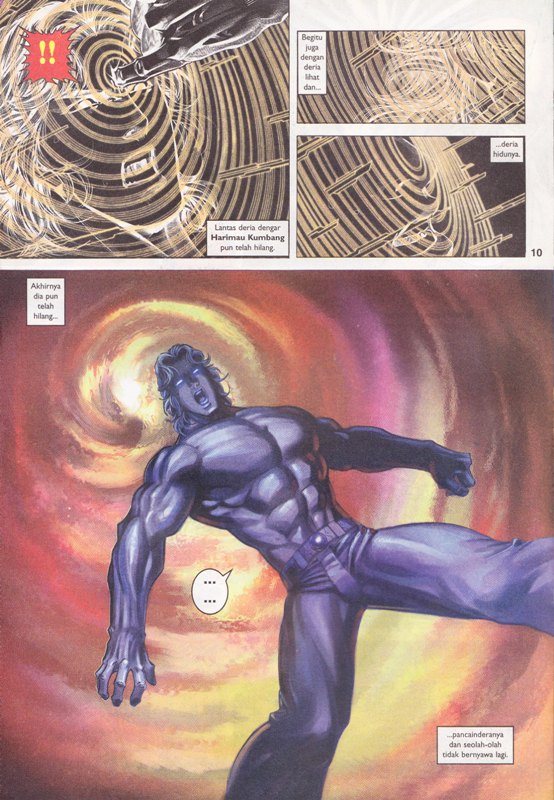 !!
Lantas deria dengar
Harimau Kumbang
pun telah hilang.
Begitu
juga
dengan
deria
lihat
dan...
...deria
hidunya.
10
Akhirnya
dia pun
telah
hilang...
...
...
...pancainderanya
dan seolah-olah
tidak bernyawa lagi.